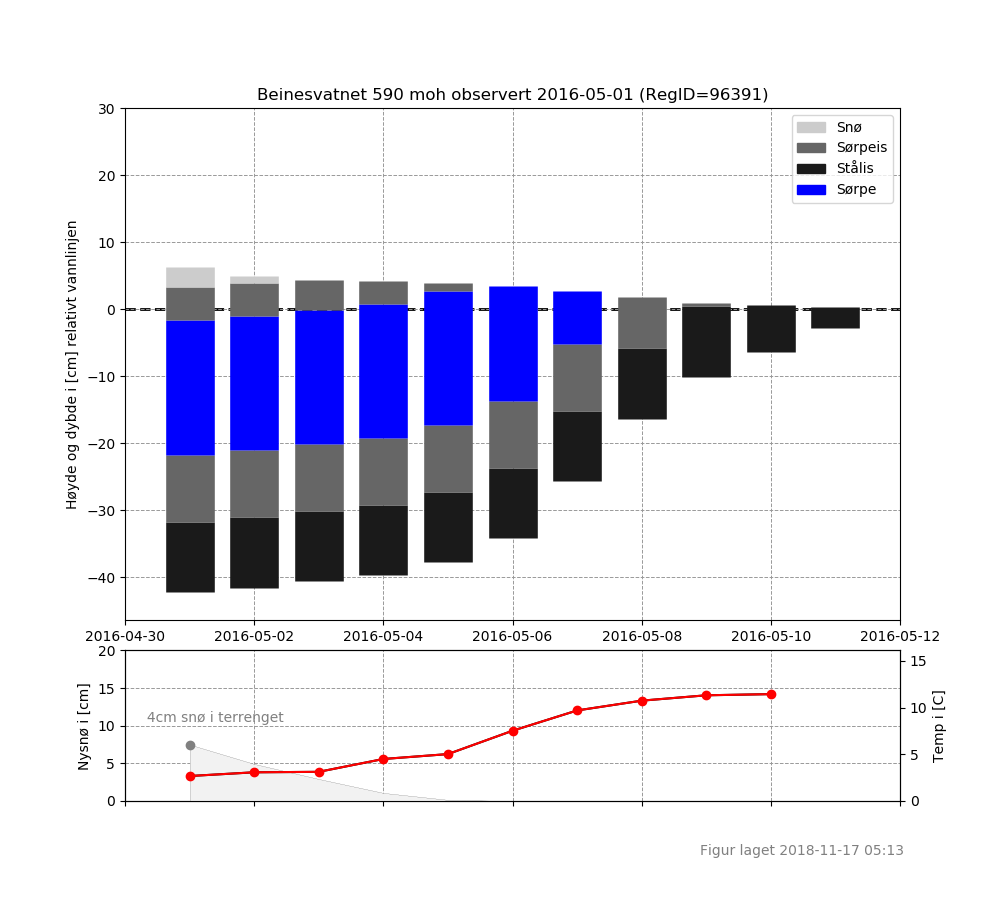 Beinesvatnet 590 moh observert 2016-05-01 (RegID=96391)
Høyde og dybde i [cm] relativt vannlinjen
30
20
10
0
−10
−20
−30
−40
Snø
Sørpeis
Stålis
Sørpe
2016-04-30 2016-05-02 2016-05-04 2016-05-06 2016-05-08 2016-05-10 2016-05-12
Nysnø i [cm]
20
15
10
5
0
4cm snø i terrenget
15
10
5
0
Temp i [C]
Figur laget 2018-11-17 05:13